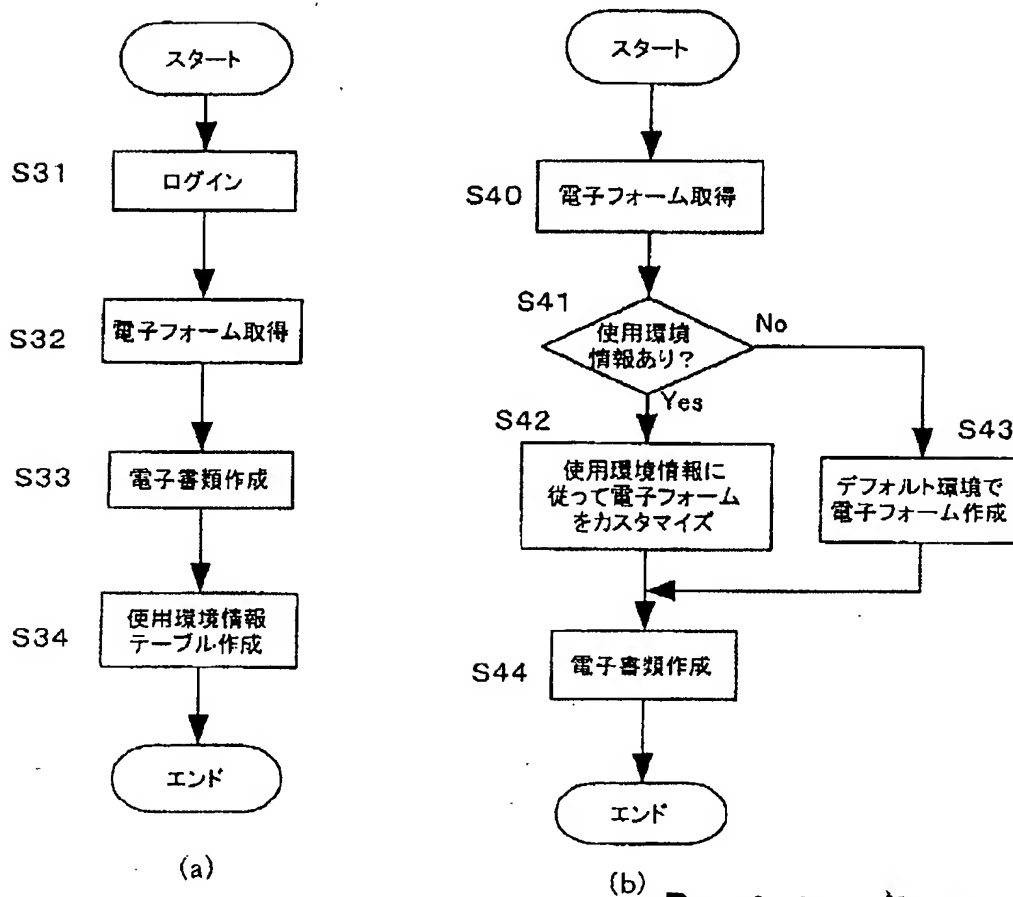 スタート
S31
ログイン
S32
電子フォーム取得
S33
電子書類作成
S34
使用環境情報
テーブル作成
エンド
(a)
スタート
S40
電子フォーム取得
S41
使用環境
情報あり?
No
Yes
S42
使用環境情報に
従って電子フォーム
をカスタマイズ
S43
デフォルト環境で
電子フォーム作成
S44
電子書類作成
エンド
(b)